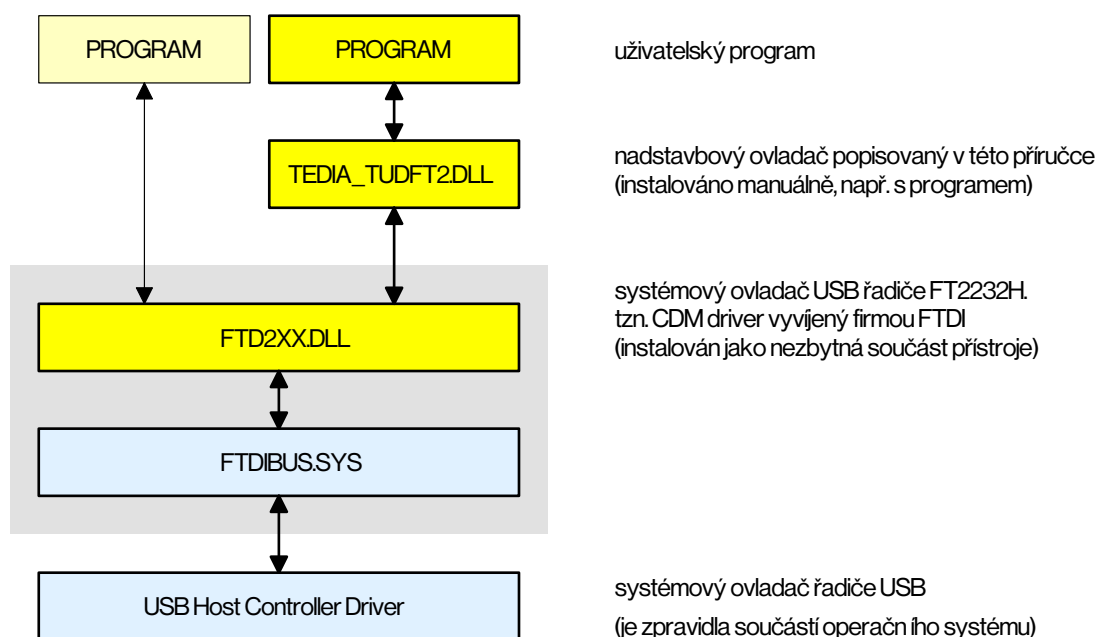 PROGRAM
PROGRAM
uživatelský program
TEDIA_TUDFT2.DLL
nadstavbový ovladač popisovaný v této příručce
(instalováno manuálně, např. s programem)
FTD2XX.DLL
systémový ovladač USB řadiče FT2232H.
tzn. CDM driver vyvíjený firmou FTDI
(instalován jako nezbytná součást přístroje)
FTDIBUS.SYS
USB Host Controller Driver
systémový ovladač řadiče USB
(je zpravidla součástí operačn ího systému)